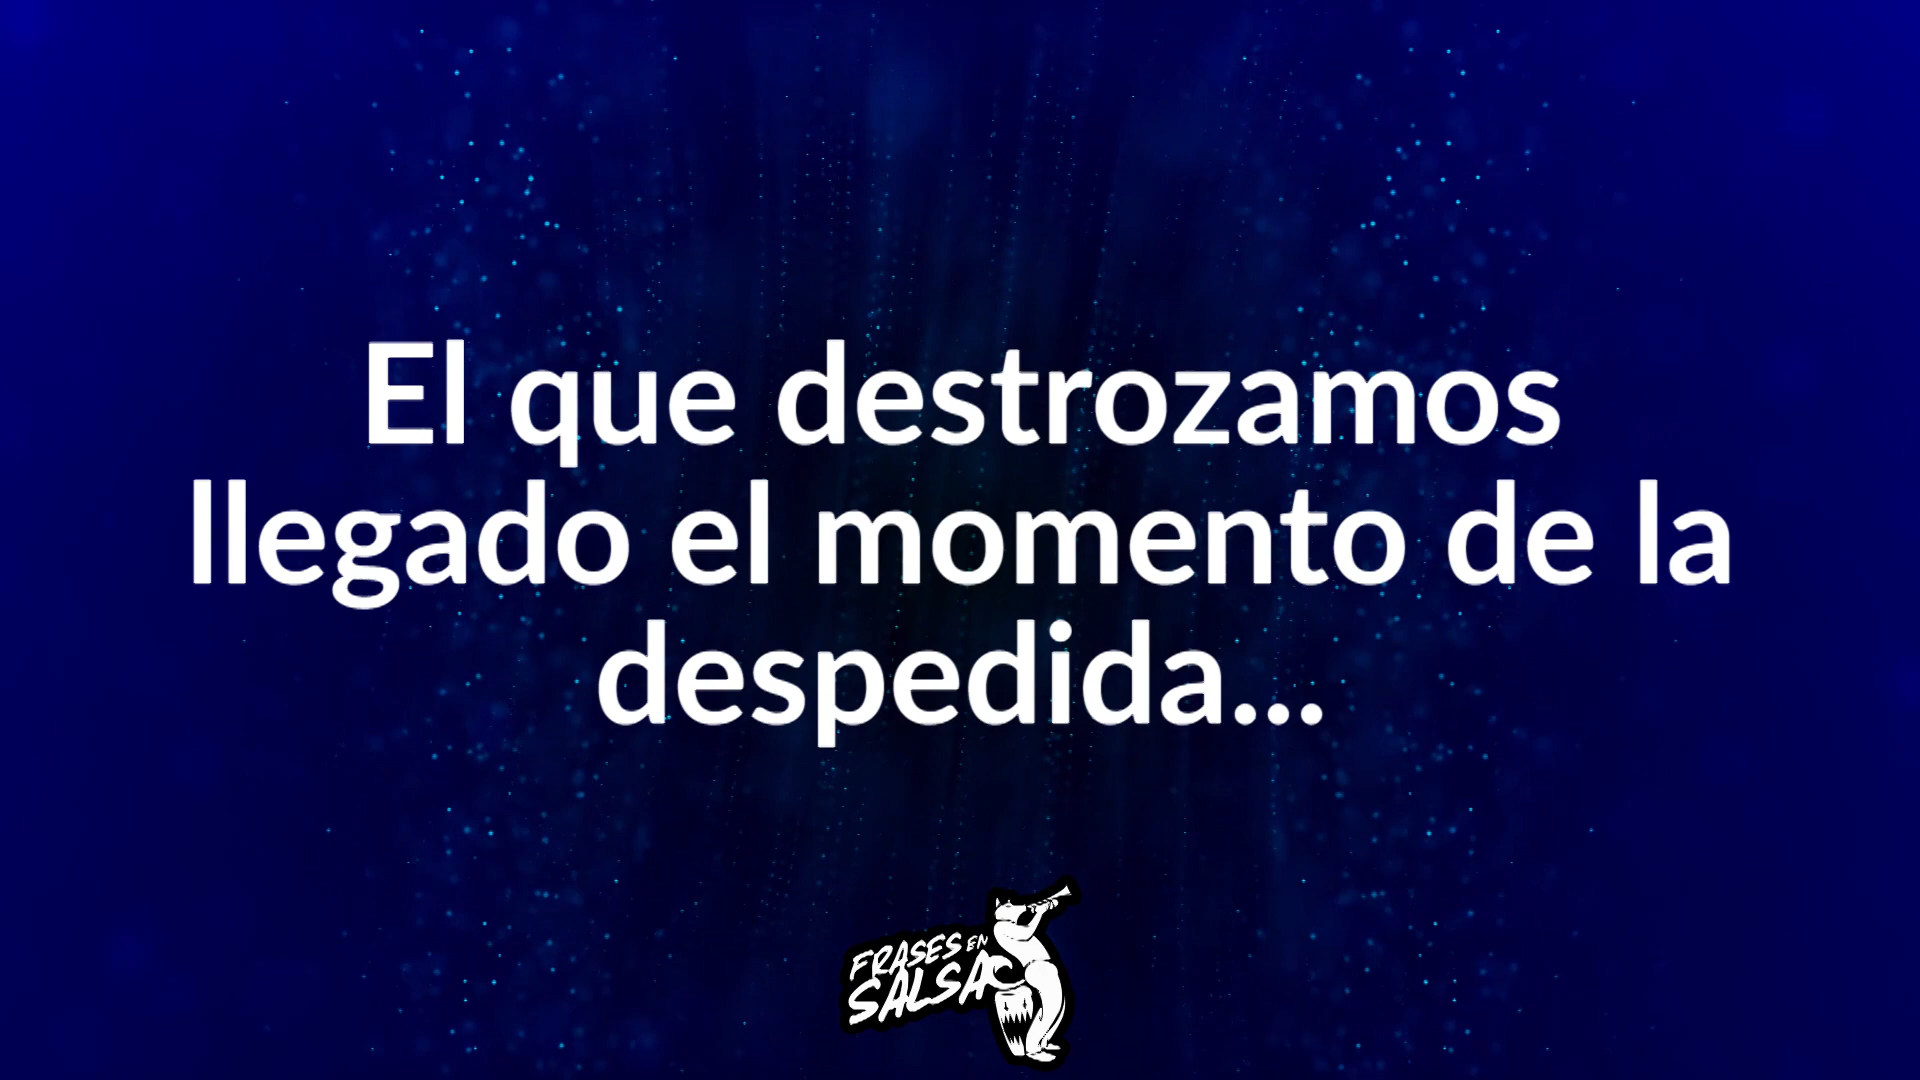 El que destrozamos
llegado el momento de la
despedida...
FRASES EN
SALSA